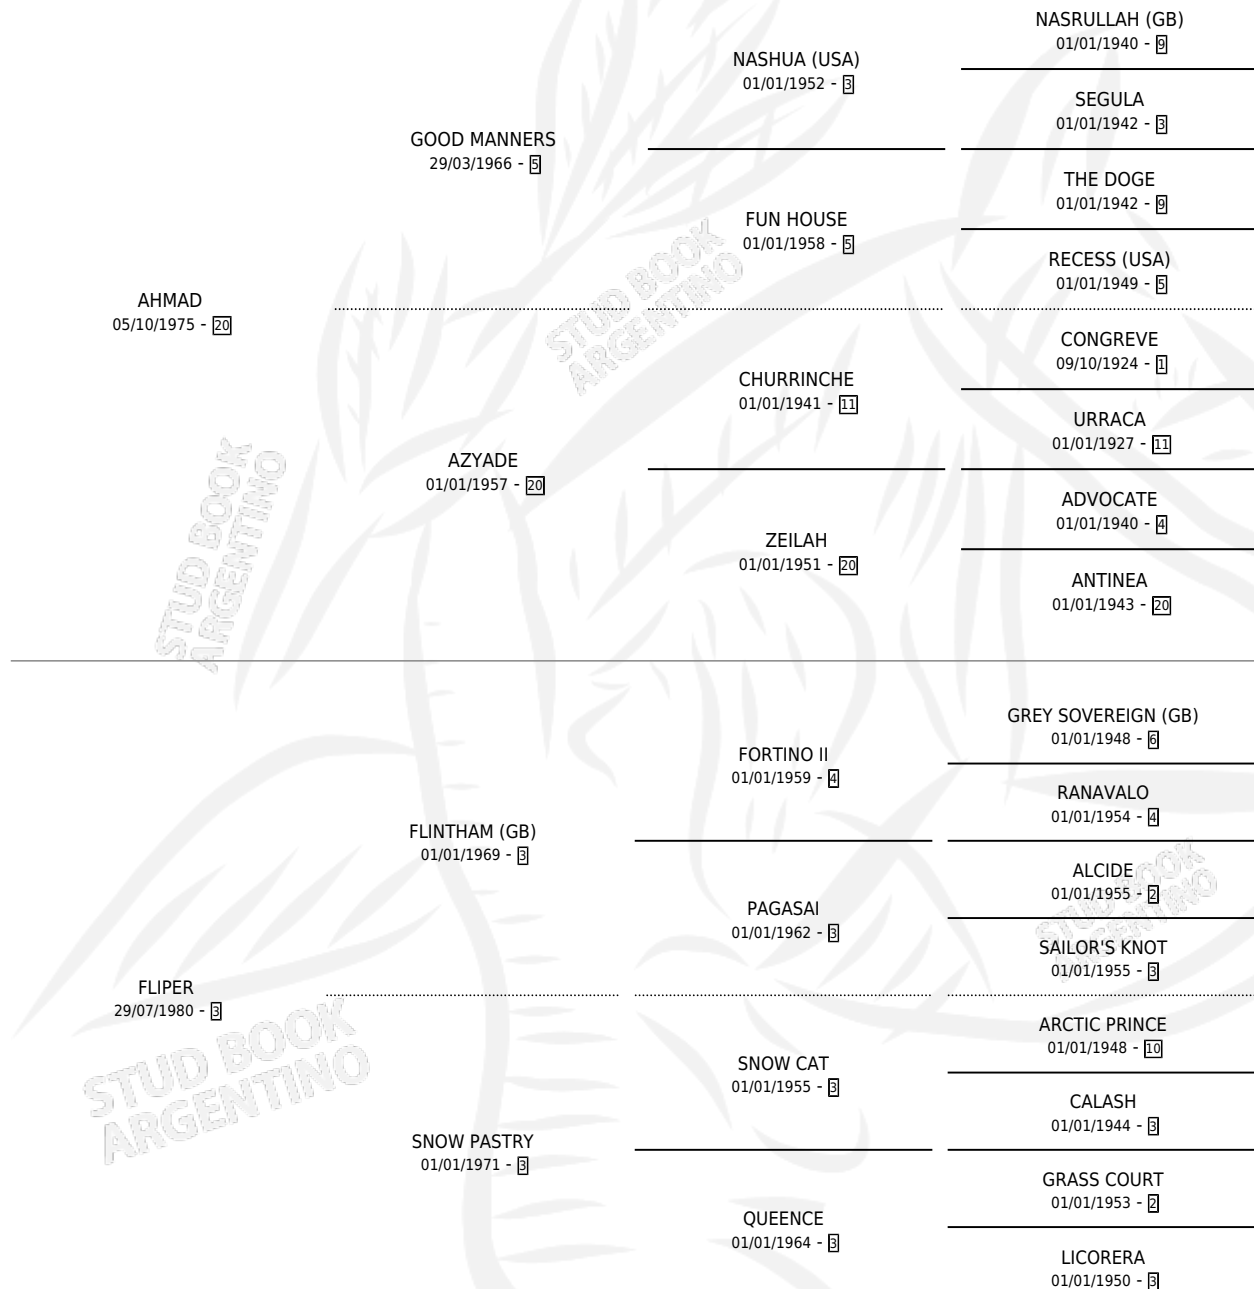 NASRULLAH (GB)
01/01/1940 - 9
NASHUA (USA)
01/01/1952 - 3
SEGULA
01/01/1942 - 3
GOOD MANNERS
29/03/1966 - 5
THE DOGE
01/01/1942 - 9
FUN HOUSE
01/01/1958 - 5
RECESS (USA)
01/01/1949 - 5
AHMAD
05/10/1975 - 20
CONGREVE
09/10/1924 - 1
CHURRINCHE
01/01/1941 - 11
URRACA
01/01/1927 - 11
AZYADE
01/01/1957 - 20
ADVOCATE
01/01/1940 - 4
ZEILAH
01/01/1951 - 20
ANTINEA
01/01/1943 - 20
GREY SOVEREIGN (GB)
01/01/1948 - 6
FORTINO II
01/01/1959 - 4
RANAVALO
01/01/1954 - 4
FLINTHAM (GB)
01/01/1969 - 3
ALCIDE
01/01/1955 - 2
PAGASAI
01/01/1962 - 3
SAILOR'S KNOT
01/01/1955 - 3
FLIPER
29/07/1980 - 3
ARCTIC PRINCE
01/01/1948 - 10
SNOW CAT
01/01/1955 - 3
CALASH
01/01/1944 - 3
SNOW PASTRY
01/01/1971 - 3
GRASS COURT
01/01/1953 - 2
QUEENCE
01/01/1964 - 3
LICORERA
01/01/1950 - 3
STUD BOOK
ARGENTINO
STUD BOOK
ARGENTINO
STUD BOOK
ARGENTINO
STUD BOOK
ARGENTINO